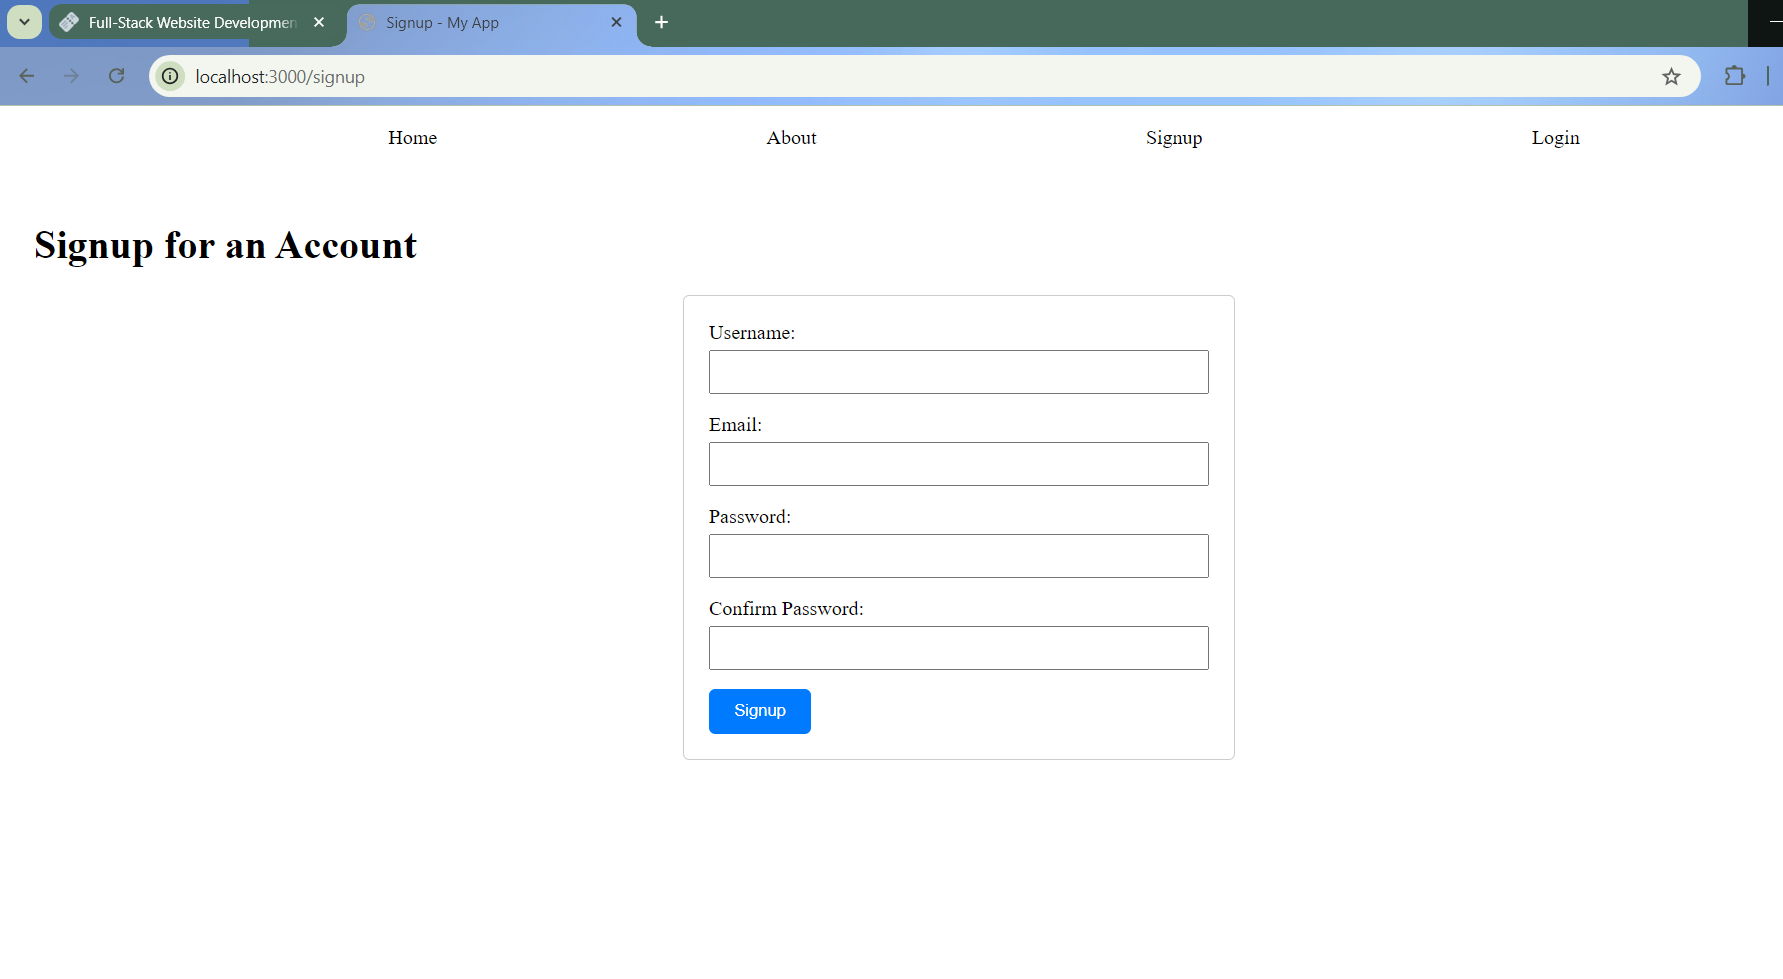 Full-Stack Website Developmen
Signup - My App
localhost:3000/signup
Home About Signup Login
Signup for an Account
Username:
Email:
Password:
Confirm Password:
Signup